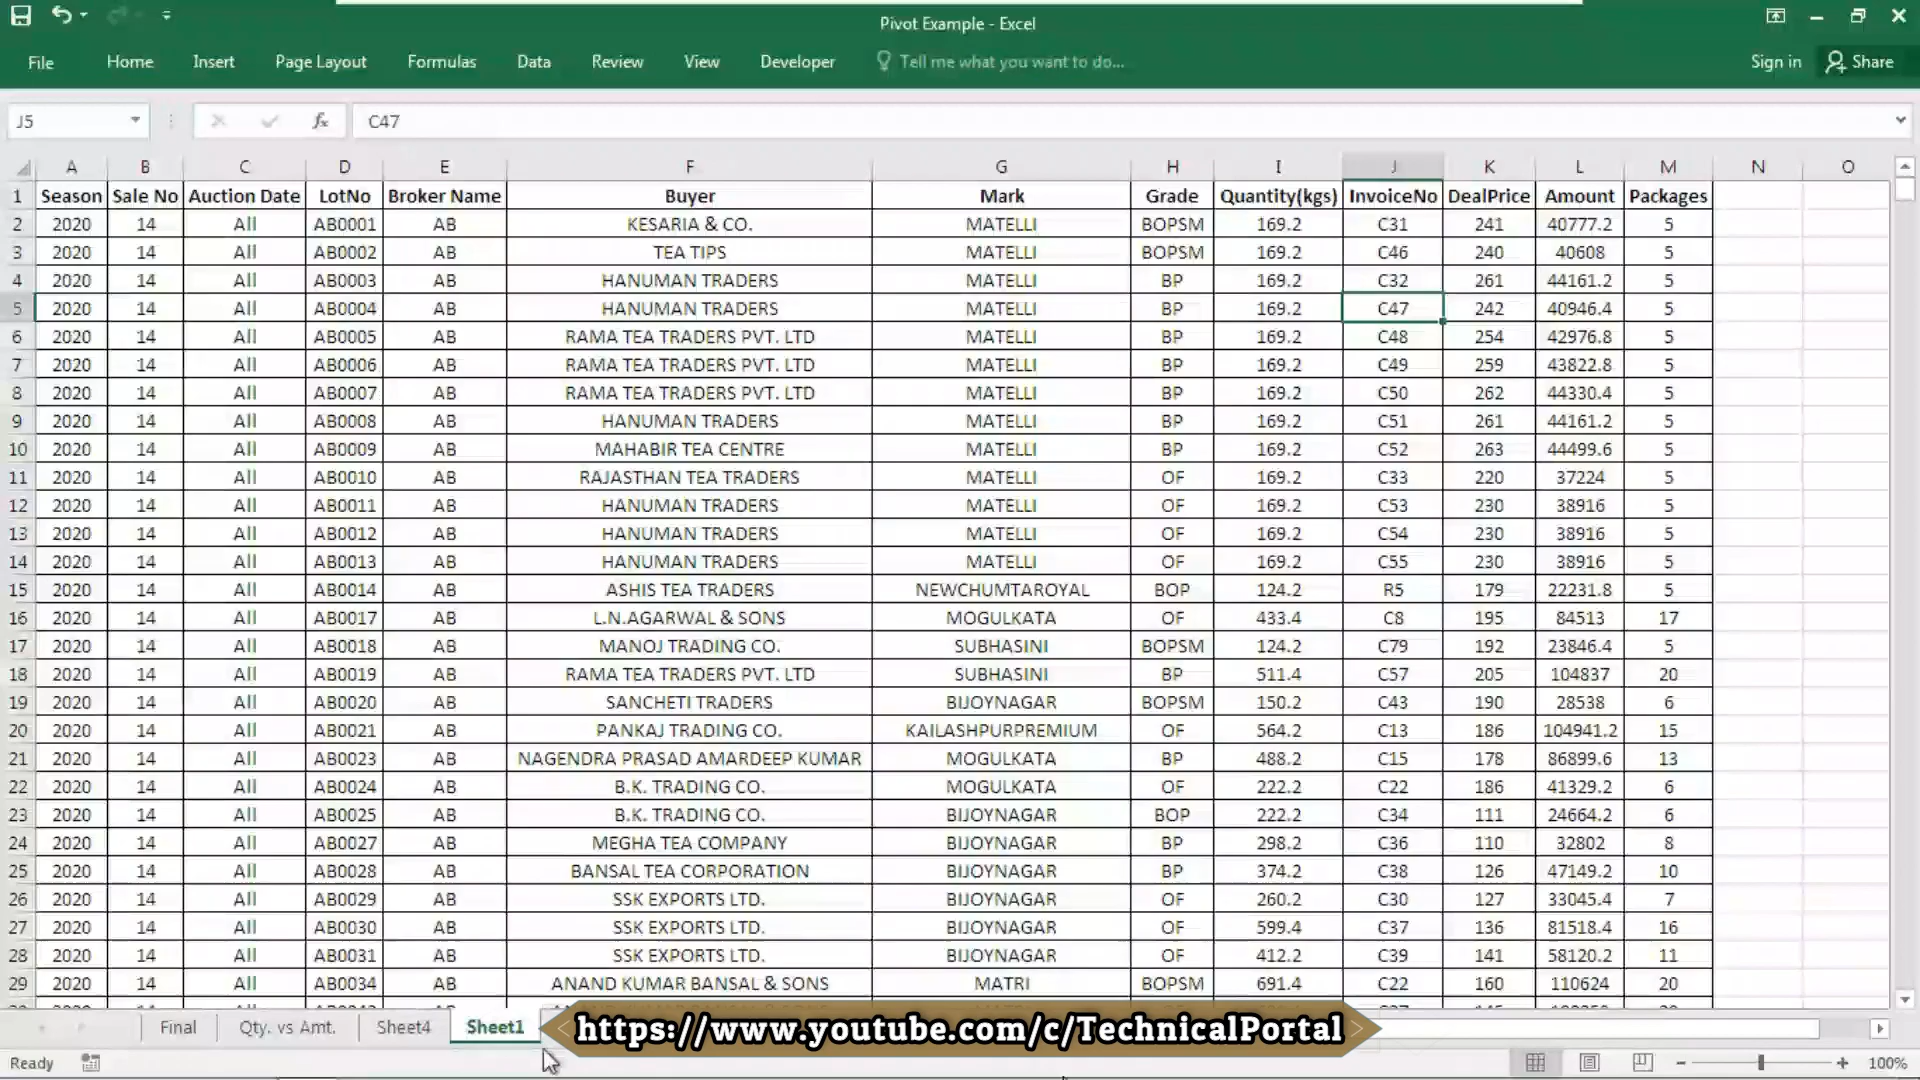 Pivot Example - Excel
File Home Insert Page Layout Formulas Data Review View Developer Tell me what you want to do... Sign in Share
J5 fx C47
A B C D E F G H I J K L M N O
1 Season Sale No Auction Date LotNo Broker Name Buyer Mark Grade Quantity(kgs) InvoiceNo DealPrice Amount Packages
2 2020 14 All AB0001 AB KESARIA & CO. MATELLI BOPSM 169.2 C31 241 40777.2 5
3 2020 14 All AB0002 AB TEA TIPS MATELLI BOPSM 169.2 C46 240 40608 5
4 2020 14 All AB0003 AB HANUMAN TRADERS MATELLI BP 169.2 C32 261 44161.2 5
5 2020 14 All AB0004 AB HANUMAN TRADERS MATELLI BP 169.2 C47 242 40946.4 5
6 2020 14 All AB0005 AB RAMA TEA TRADERS PVT. LTD MATELLI BP 169.2 C48 254 42976.8 5
7 2020 14 All AB0006 AB RAMA TEA TRADERS PVT. LTD MATELLI BP 169.2 C49 259 43822.8 5
8 2020 14 All AB0007 AB RAMA TEA TRADERS PVT. LTD MATELLI BP 169.2 C50 262 44330.4 5
9 2020 14 All AB0008 AB HANUMAN TRADERS MATELLI BP 169.2 C51 261 44161.2 5
10 2020 14 All AB0009 AB MAHABIR TEA CENTRE MATELLI BP 169.2 C52 263 44499.6 5
11 2020 14 All AB0010 AB RAJASTHAN TEA TRADERS MATELLI OF 169.2 C33 220 37224 5
12 2020 14 All AB0011 AB HANUMAN TRADERS MATELLI OF 169.2 C53 230 38916 5
13 2020 14 All AB0012 AB HANUMAN TRADERS MATELLI OF 169.2 C54 230 38916 5
14 2020 14 All AB0013 AB HANUMAN TRADERS MATELLI OF 169.2 C55 230 38916 5
15 2020 14 All AB0014 AB ASHIS TEA TRADERS NEWCHUMTAROYAL BOP 124.2 R5 179 22231.8 5
16 2020 14 All AB0017 AB L.N.AGARWAL & SONS MOGULKATA OF 433.4 C8 195 84513 17
17 2020 14 All AB0018 AB MANOJ TRADING CO. SUBHASINI BOPSM 124.2 C79 192 23846.4 5
18 2020 14 All AB0019 AB RAMA TEA TRADERS PVT. LTD SUBHASINI BP 511.4 C57 205 104837 20
19 2020 14 All AB0020 AB SANCHETI TRADERS BIJOYNAGAR BOPSM 150.2 C43 190 28538 6
20 2020 14 All AB0021 AB PANKAJ TRADING CO. KAILASHPURPREMIUM OF 564.2 C13 186 104941.2 15
21 2020 14 All AB0023 AB NAGENDRA PRASAD AMARDEEP KUMAR MOGULKATA BP 488.2 C15 178 86899.6 13
22 2020 14 All AB0024 AB B.K. TRADING CO. MOGULKATA OF 222.2 C22 186 41329.2 6
23 2020 14 All AB0025 AB B.K. TRADING CO. BIJOYNAGAR BOP 222.2 C34 111 24664.2 6
24 2020 14 All AB0027 AB MEGHA TEA COMPANY BIJOYNAGAR BP 298.2 C36 110 32802 8
25 2020 14 All AB0028 AB BANSAL TEA CORPORATION BIJOYNAGAR BP 374.2 C38 126 47149.2 10
26 2020 14 All AB0029 AB SSK EXPORTS LTD. BIJOYNAGAR OF 260.2 C30 127 33045.4 7
27 2020 14 All AB0030 AB SSK EXPORTS LTD. BIJOYNAGAR OF 599.4 C37 136 81518.4 16
28 2020 14 All AB0031 AB SSK EXPORTS LTD. BIJOYNAGAR OF 412.2 C39 141 58120.2 11
29 2020 14 All AB0034 AB ANAND KUMAR BANSAL & SONS MATRI BOPSM 691.4 C22 160 110624 20
Final Qty. vs Amt. Sheet4 Sheet1 https://www.youtube.com/c/TechnicalPortal
Ready 100%